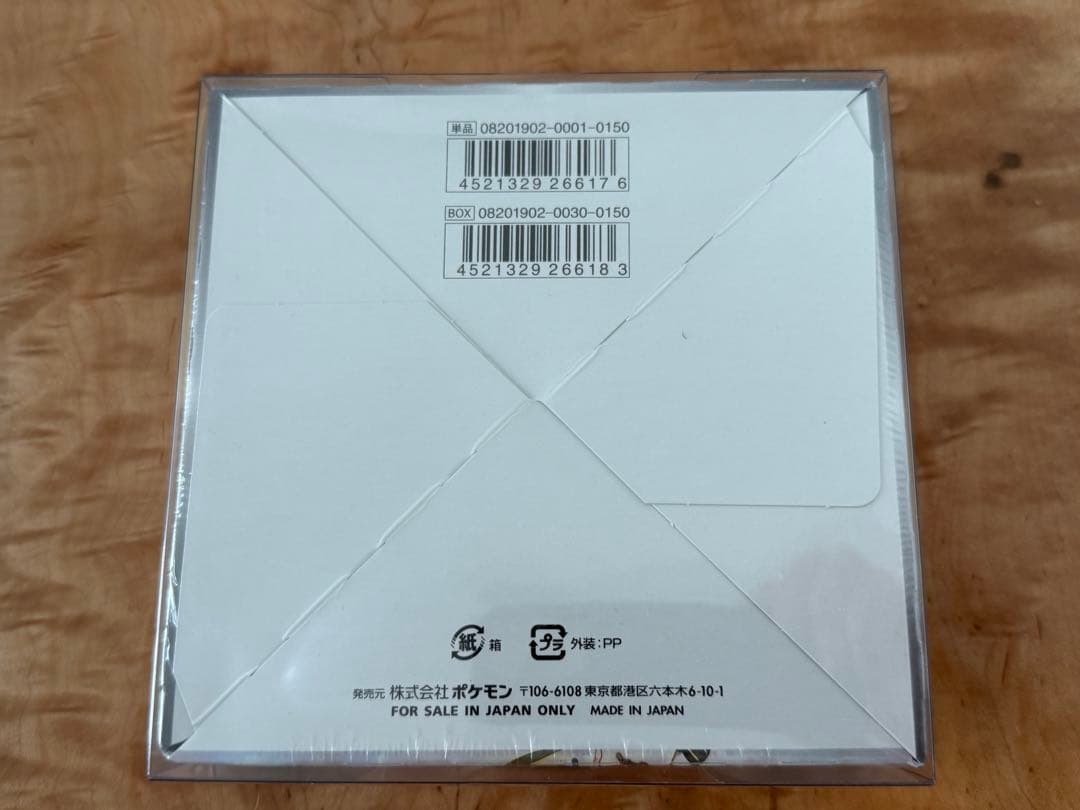 単品 08201902-0001-0150
4521329 26617 6
BOX 08201902-0030-0150
4521329 26618 3
紙 箱 プラ 外装:PP
発売元 株式会社 ポケモン 〒106-6108 東京都港区六本木6-10-1
FOR SALE IN JAPAN ONLY MADE IN JAPAN